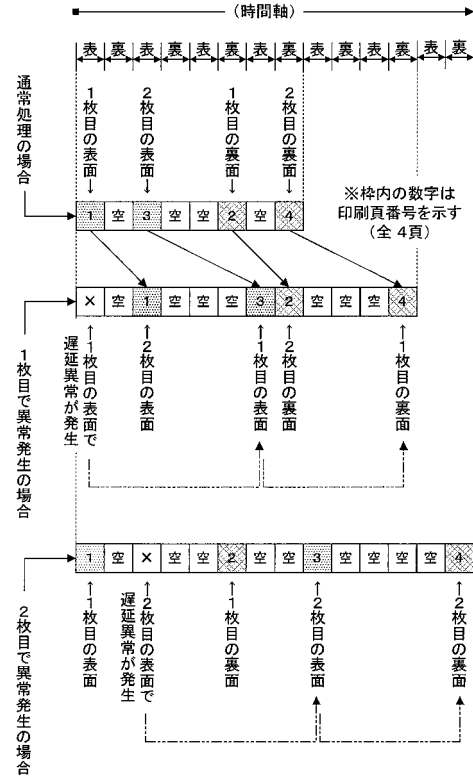 (時間軸)
表 裏 表 裏 表 裏 表 裏 表 裏 表 裏 表 裏
通常処理の場合
1枚目の表面
2枚目の表面
1枚目の裏面
2枚目の裏面
1 空 3 空 空 2 空 4
※枠内の数字は
印刷頁番号を示す
(全 4頁)
1枚目で異常発生の場合
× 空 1 空 空 空 3 2 空 空 空 4
1枚目の表面で
遅延異常が発生
2枚目の表面
1枚目の表面
2枚目の裏面
1枚目の裏面
2枚目で異常発生の場合
1 空 × 空 空 2 空 空 3 空 空 空 空 4
1枚目の表面
2枚目の表面で
遅延異常が発生
1枚目の裏面
2枚目の表面
2枚目の裏面